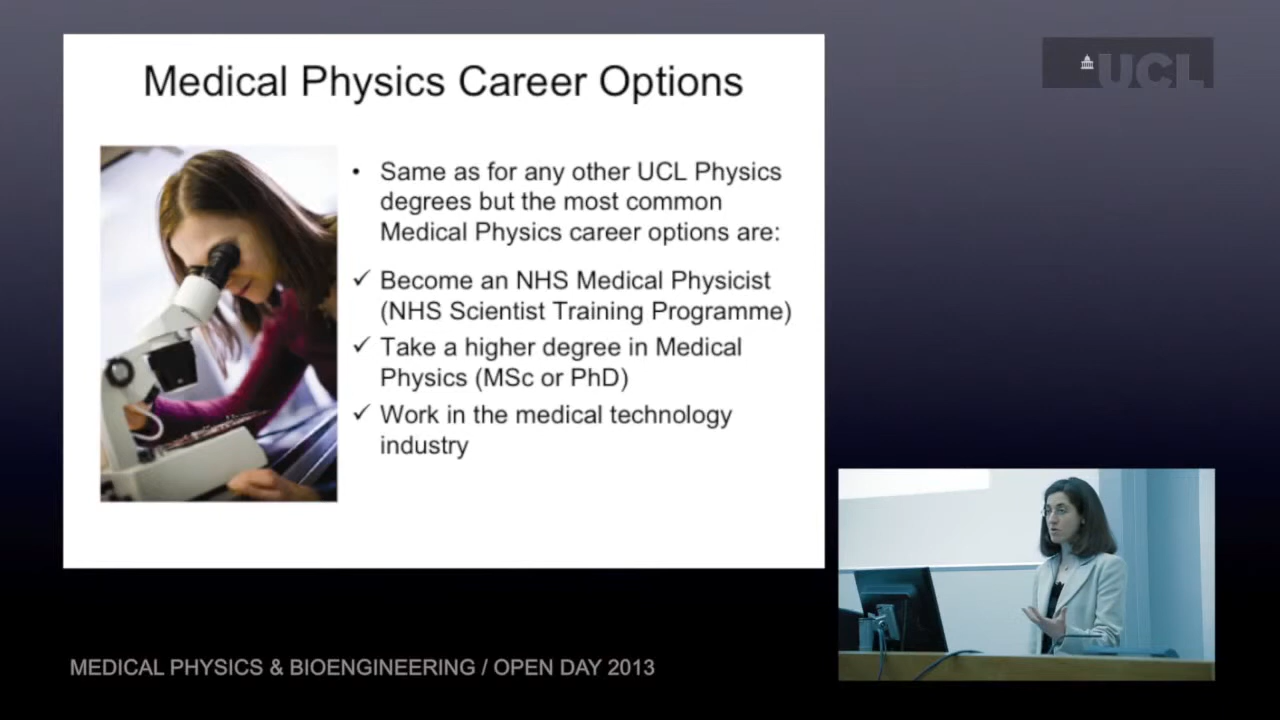 Medical Physics Career Options
UCL
• Same as for any other UCL Physics
degrees but the most common
Medical Physics career options are:
✓ Become an NHS Medical Physicist
(NHS Scientist Training Programme)
✓ Take a higher degree in Medical
Physics (MSc or PhD)
✓ Work in the medical technology
industry
MEDICAL PHYSICS & BIOENGINEERING / OPEN DAY 2013